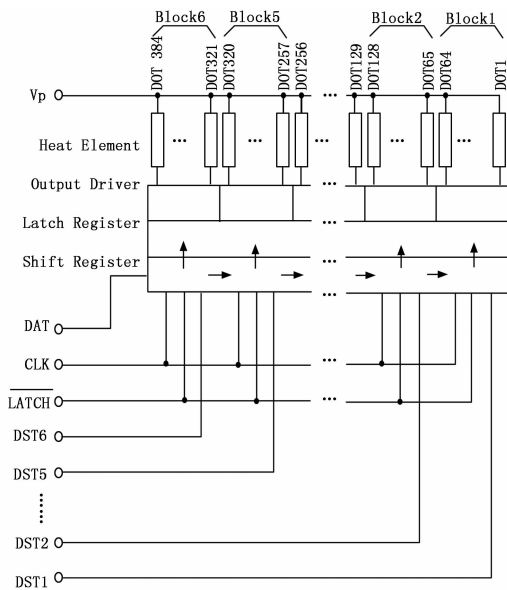 Block6 Block5 Block2 Block1
DOT 384 DOT321 DOT320 DOT257 DOT256 DOT129 DOT128 DOT65 DOT64 DOT1
Vp
Heat Element
Output Driver
Latch Register
Shift Register
DAT
CLK
LATCH
DST6
DST5
DST2
DST1